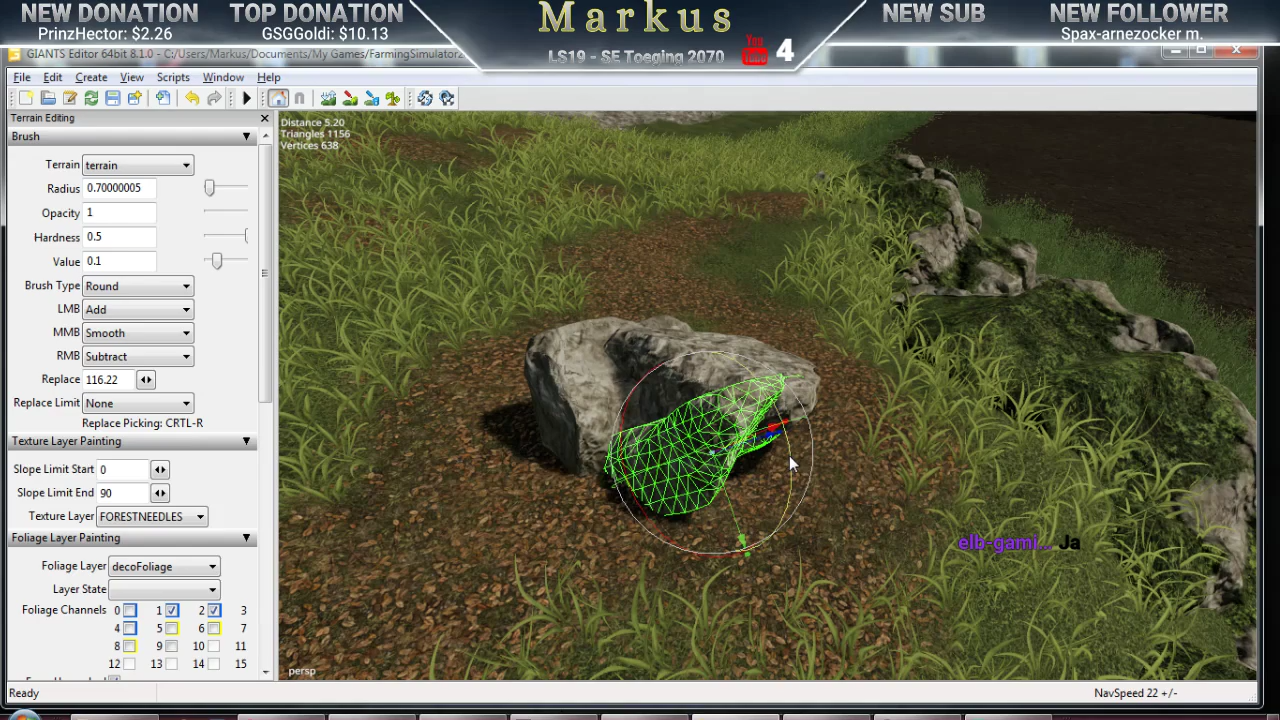 NEW DONATION
PrinzHector: $2.26
TOP DONATION
GSGGoldi: $10.13
Markus
LS19 - SE Toeging 2070
You
Tube
4
NEW SUB
NEW FOLLOWER
Spax-arnezocker m.
GIANTS Editor 64bit 8.1.0 - C:/Users/Markus/Documents/My Games/FarmingSimulator2
File Edit Create View Scripts Window Help
Terrain Editing
Brush
Terrain terrain
Radius 0.70000005
Opacity 1
Hardness 0.5
Value 0.1
Brush Type Round
LMB Add
MMB Smooth
RMB Subtract
Replace 116.22
Replace Limit None
Replace Picking: CRTL-R
Texture Layer Painting
Slope Limit Start 0
Slope Limit End 90
Texture Layer FORESTNEEDLES
Foliage Layer Painting
Foliage Layer decoFoliage
Layer State
Foliage Channels 0 1 2 3
4 5 6 7
8 9 10 11
12 13 14 15
Distance 5.20
Triangles 1156
Vertices 638
elb-gami... Ja
persp
Ready
NavSpeed 22 +/-